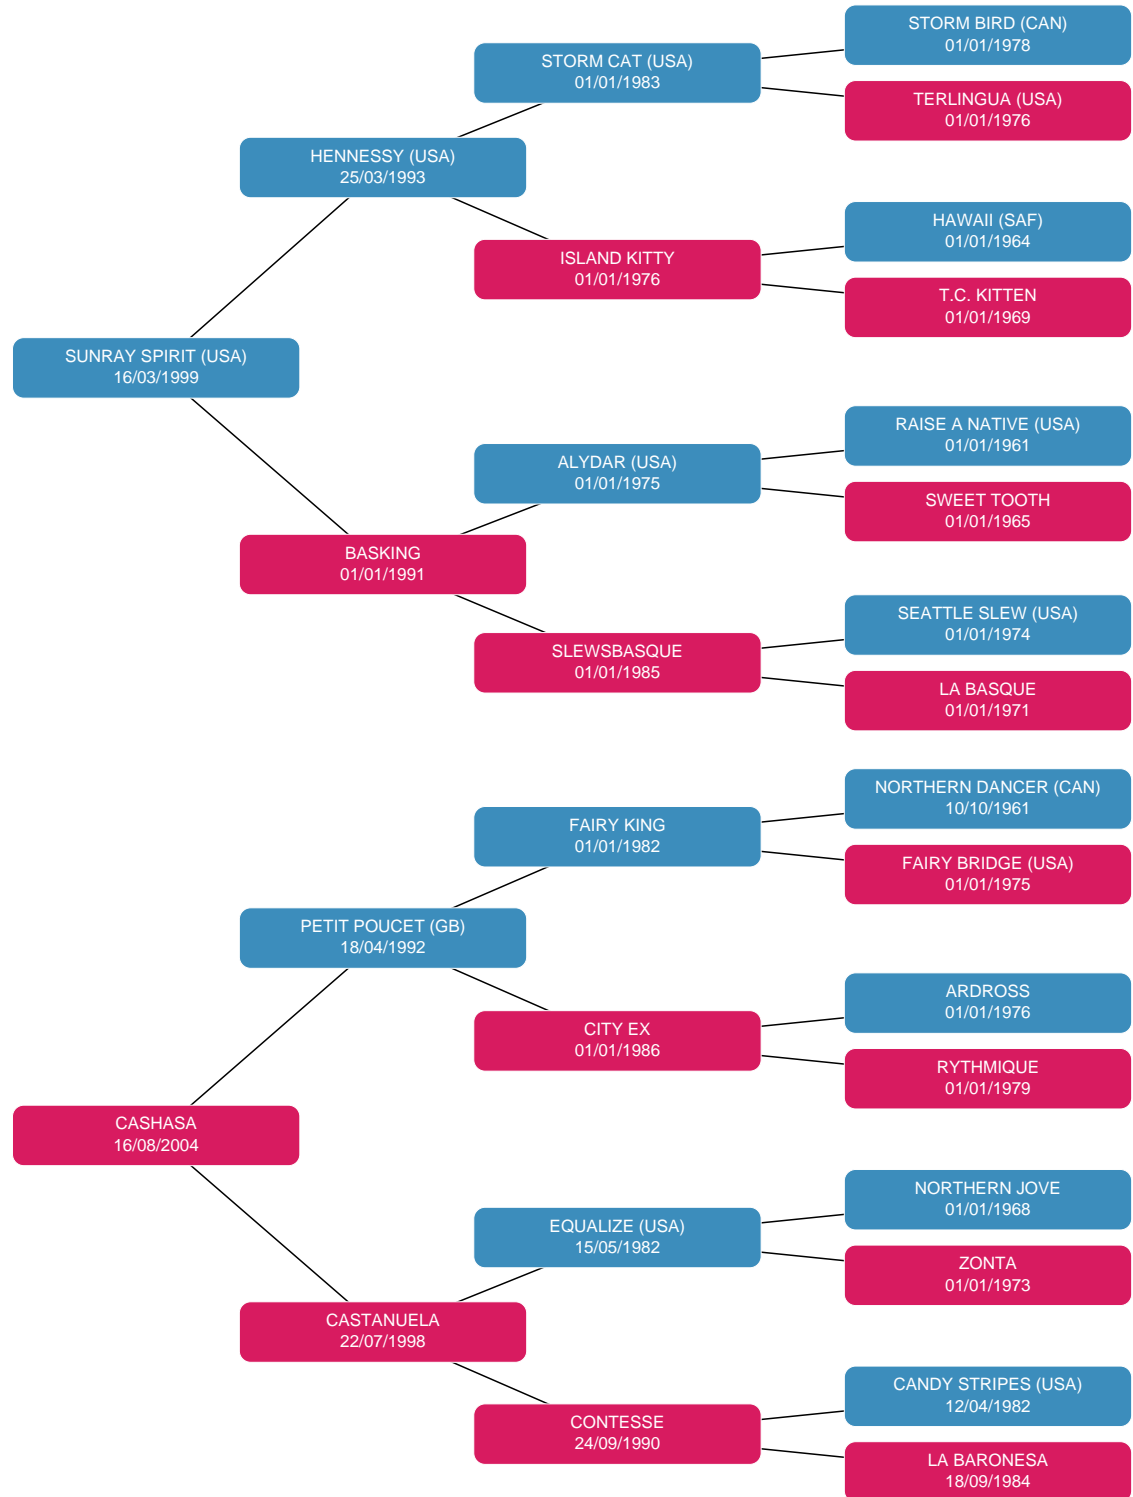 STORM BIRD (CAN)
01/01/1978
STORM CAT (USA)
01/01/1983
TERLINGUA (USA)
01/01/1976
HENNESSY (USA)
25/03/1993
HAWAII (SAF)
01/01/1964
ISLAND KITTY
01/01/1976
T.C. KITTEN
01/01/1969
SUNRAY SPIRIT (USA)
16/03/1999
RAISE A NATIVE (USA)
01/01/1961
ALYDAR (USA)
01/01/1975
SWEET TOOTH
01/01/1965
BASKING
01/01/1991
SEATTLE SLEW (USA)
01/01/1974
SLEWSBASQUE
01/01/1985
LA BASQUE
01/01/1971
NORTHERN DANCER (CAN)
10/10/1961
FAIRY KING
01/01/1982
FAIRY BRIDGE (USA)
01/01/1975
PETIT POUCET (GB)
18/04/1992
ARDROSS
01/01/1976
CITY EX
01/01/1986
RYTHMIQUE
01/01/1979
CASHASA
16/08/2004
NORTHERN JOVE
01/01/1968
EQUALIZE (USA)
15/05/1982
ZONTA
01/01/1973
CASTANUELA
22/07/1998
CANDY STRIPES (USA)
12/04/1982
CONTESSE
24/09/1990
LA BARONESA
18/09/1984